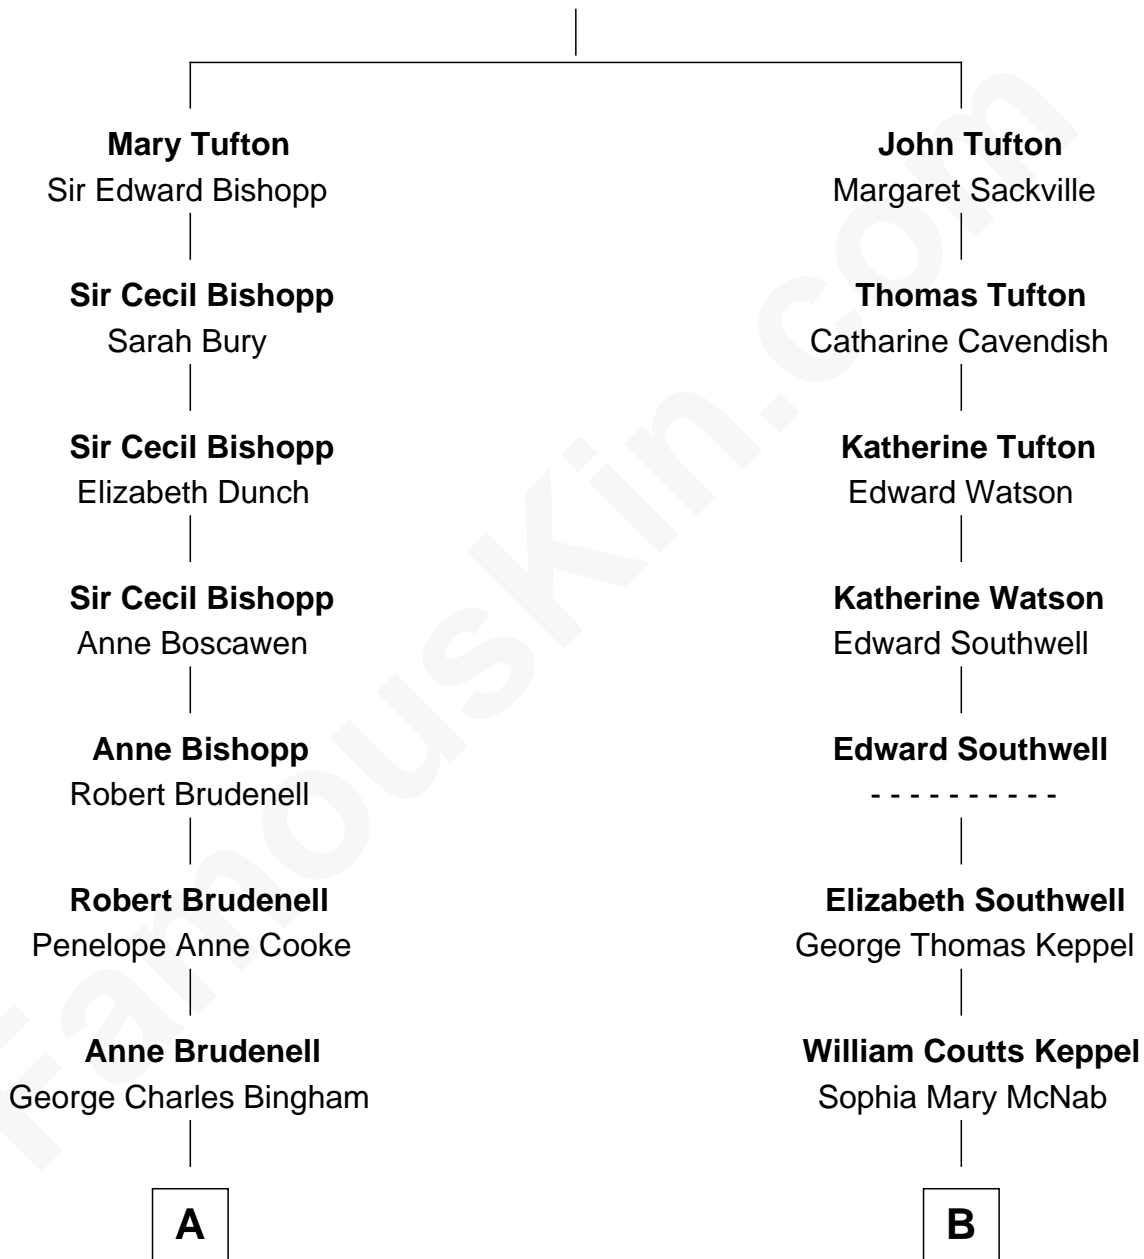 Mary Tufton
Sir Edward Bishopp
Sir Cecil Bishopp
Sarah Bury
Sir Cecil Bishopp
Elizabeth Dunch
Sir Cecil Bishopp
Anne Boscawen
Anne Bishopp
Robert Brudenell
Robert Brudenell
Penelope Anne Cooke
Anne Brudenell
George Charles Bingham
A
John Tufton
Margaret Sackville
Thomas Tufton
Catharine Cavendish
Katherine Tufton
Edward Watson
Katherine Watson
Edward Southwell
Edward Southwell
- - - - - - - - - -
Elizabeth Southwell
George Thomas Keppel
William Coutts Keppel
Sophia Mary McNab
B
FamousKin.com